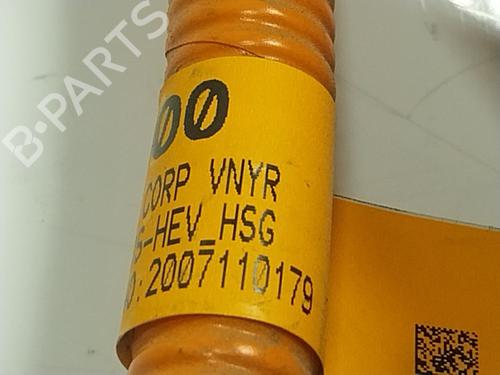 B-PARTS
00
CORP VNYR
S-HEV_HSG
0:2007110179